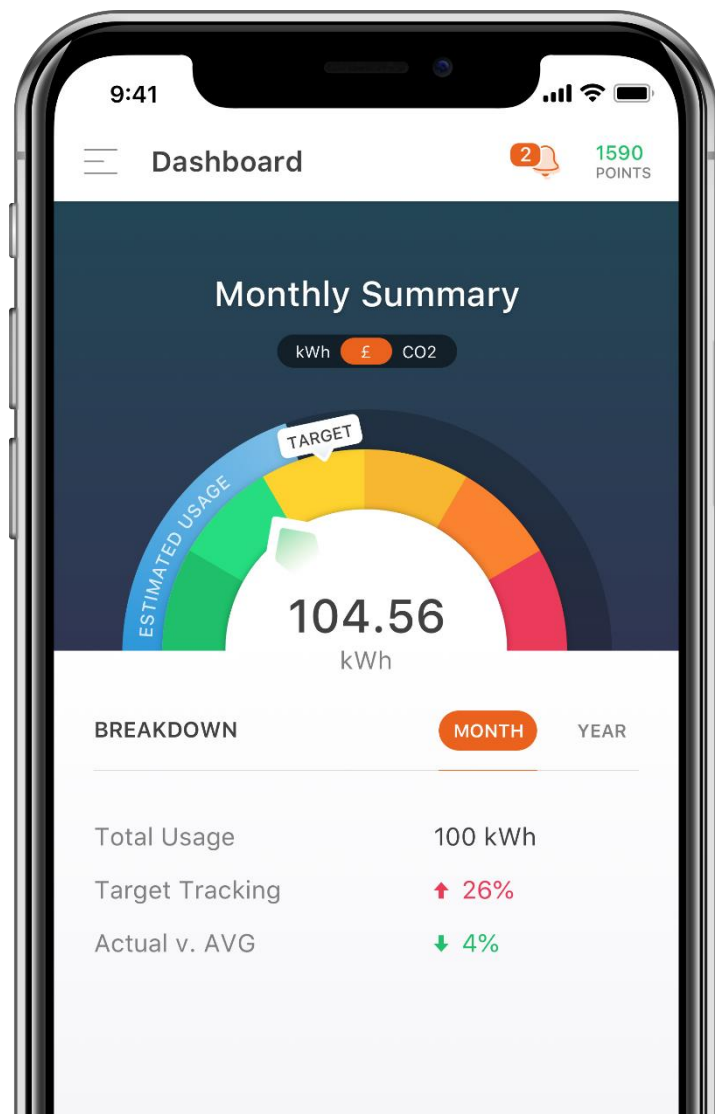 9:41
Dashboard
2
1590
POINTS
Monthly Summary
kWh £ CO2
TARGET
ESTIMATED USAGE
104.56
kWh
BREAKDOWN MONTH YEAR
Total Usage 100 kWh
Target Tracking 26%
Actual v. AVG 4%